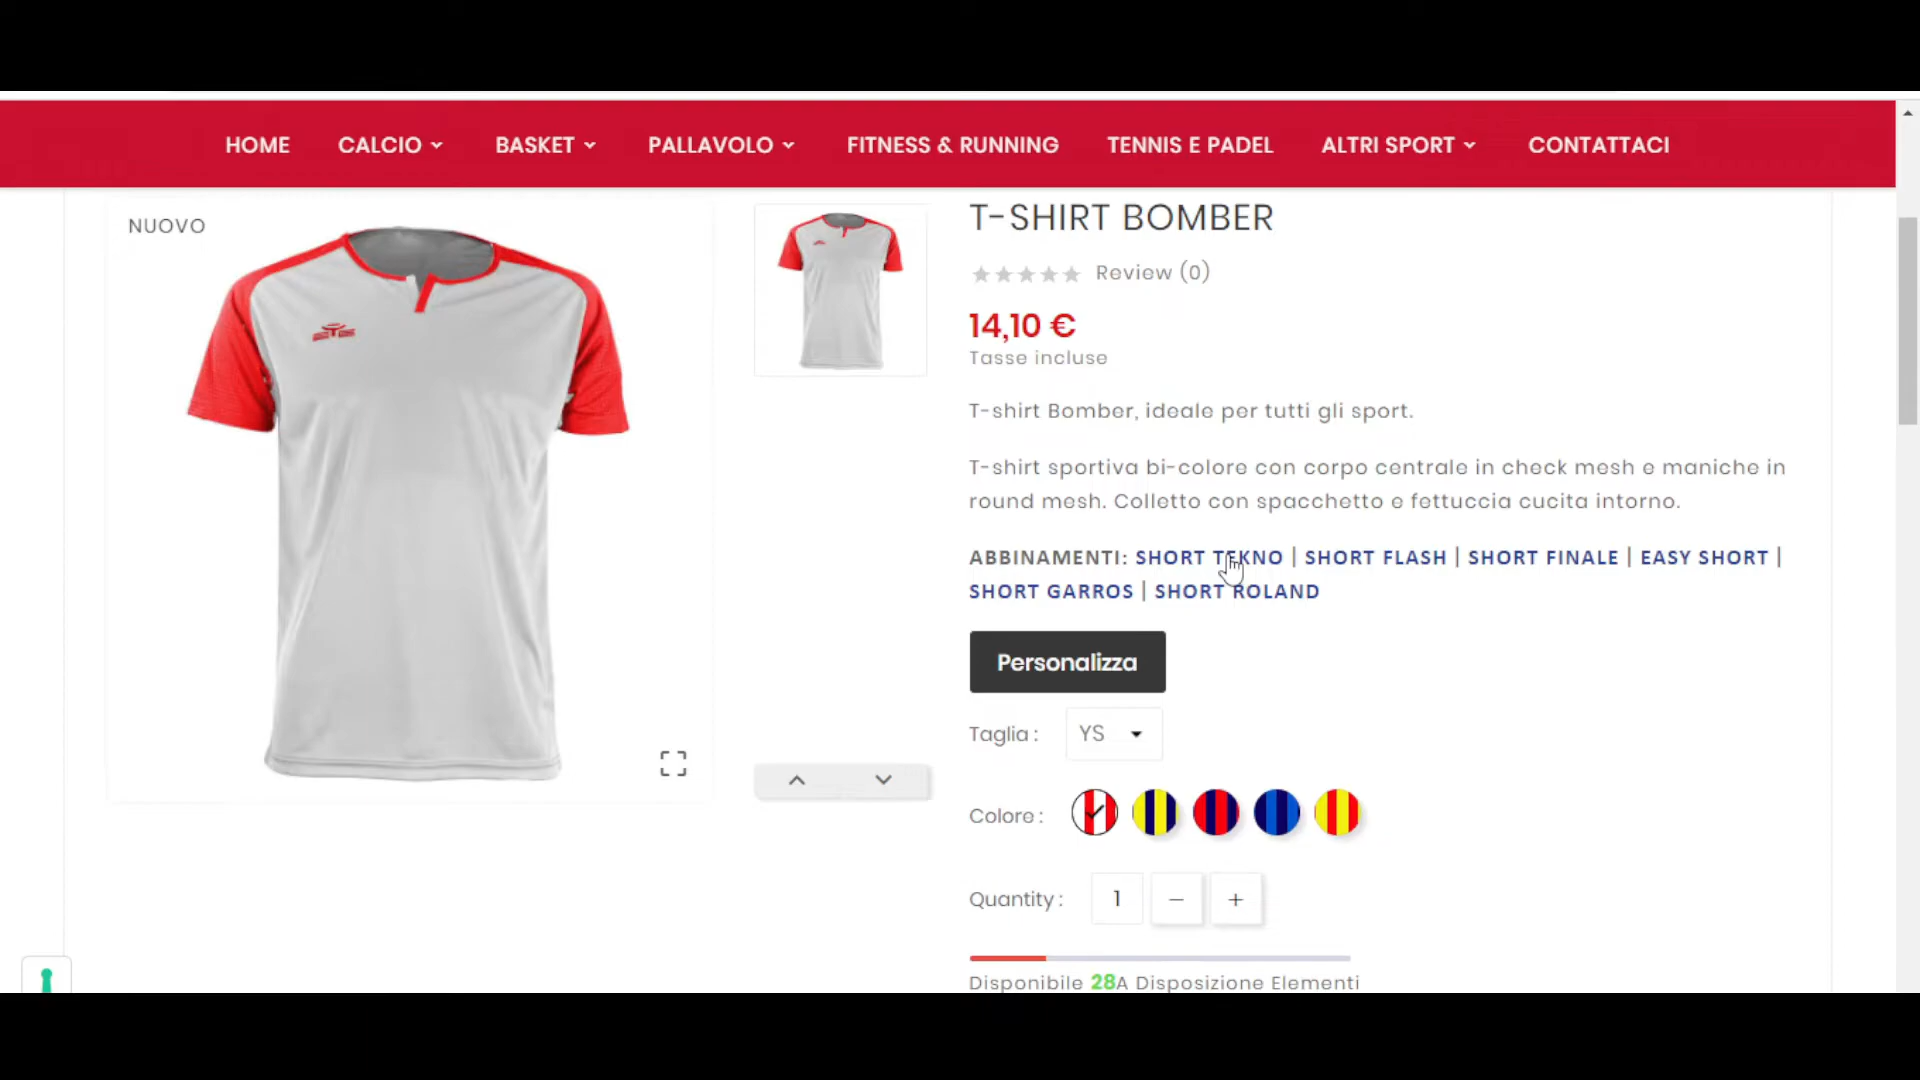 HOME CALCIO BASKET PALLAVOLO FITNESS & RUNNING TENNIS E PADEL ALTRI SPORT CONTATTACI
NUOVO
T-SHIRT BOMBER
Review (0)
14,10 €
Tasse incluse
T-shirt Bomber, ideale per tutti gli sport.
T-shirt sportiva bi-colore con corpo centrale in check mesh e maniche in
round mesh. Colletto con spacchetto e fettuccia cucita intorno.
ABBINAMENTI: SHORT TEKNO | SHORT FLASH | SHORT FINALE | EASY SHORT |
SHORT GARROS | SHORT ROLAND
Personalizza
Taglia : YS
Colore :
Quantity : 1 − +
Disponibile 28A Disposizione Elementi